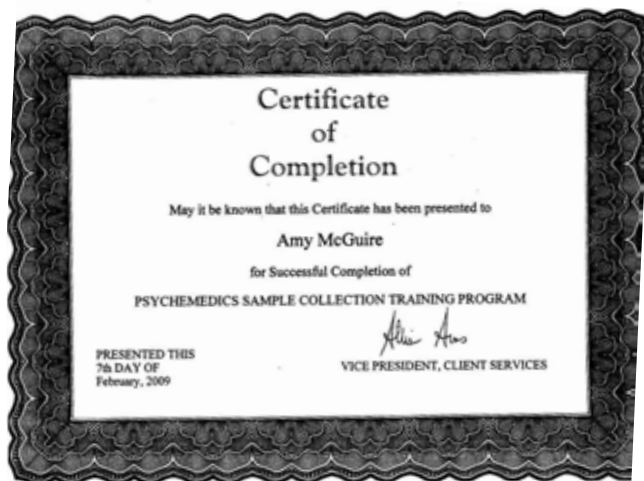 Certificate
of
Completion
May it be known that this Certificate has been presented to
Amy McGuire
for Successful Completion of
PSYCHEMEDICS SAMPLE COLLECTION TRAINING PROGRAM
PRESENTED THIS
7th DAY OF
February, 2009
VICE PRESIDENT, CLIENT SERVICES